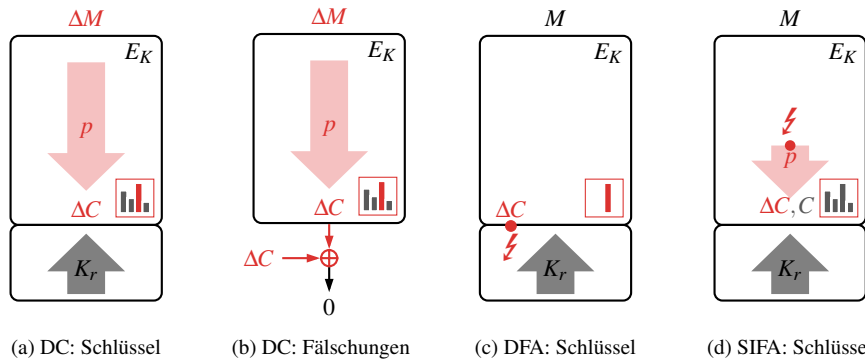 ΔM
E_K
p
ΔC
K_r
(a) DC: Schlüssel
ΔM
E_K
p
ΔC
ΔC
0
(b) DC: Fälschungen
M
E_K
ΔC
K_r
(c) DFA: Schlüssel
M
E_K
p
ΔC, C
K_r
(d) SIFA: Schlüsse